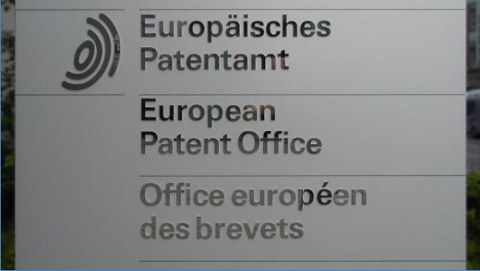 Europäisches
Patentamt
European
Patent Office
Office européen
des brevets